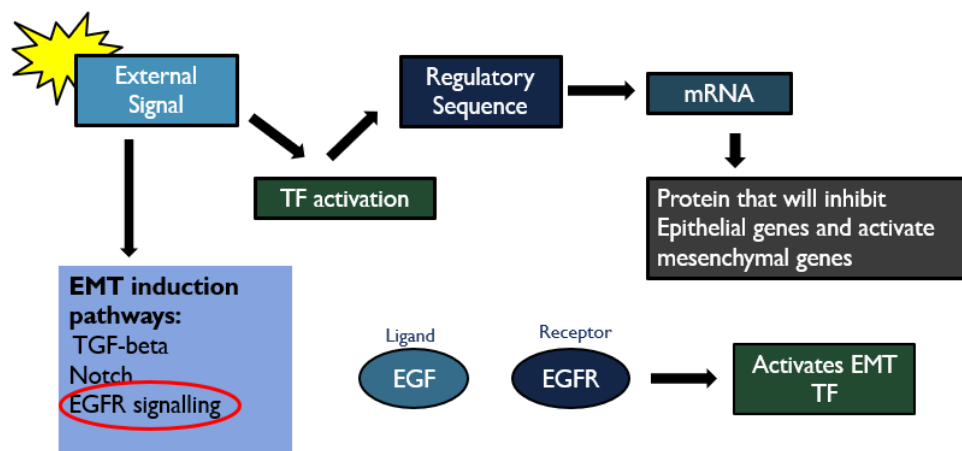 External
Signal
Regulatory
Sequence
mRNA
TF activation
Protein that will inhibit
Epithelial genes and activate
mesenchymal genes
EMT induction
pathways:
TGF-beta
Notch
EGFR signalling
Ligand
EGF
Receptor
EGFR
Activates EMT
TF